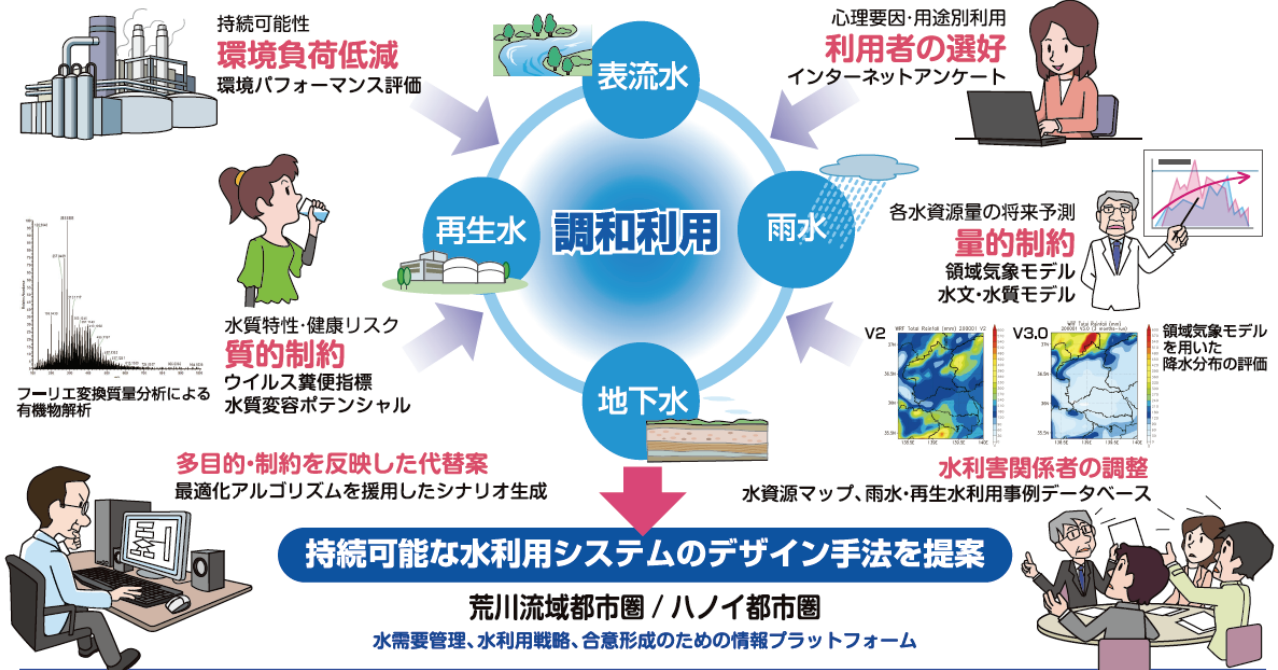 持続可能性
環境負荷低減
環境パフォーマンス評価
表流水
心理要因・用途別利用
利用者の選好
インターネットアンケート
再生水
調和利用
雨水
各水資源量の将来予測
量的制約
領域気象モデル
水文・水質モデル
水質特性・健康リスク
質的制約
ウイルス糞便指標
水質変容ポテンシャル
フーリエ変換質量分析による
有機物解析
地下水
V2
V3.0
領域気象モデル
を用いた
降水分布の評価
多目的・制約を反映した代替案
最適化アルゴリズムを援用したシナリオ生成
水利害関係者の調整
水資源マップ、雨水・再生水利用事例データベース
持続可能な水利用システムのデザイン手法を提案
荒川流域都市圏 / ハノイ都市圏
水需要管理、水利用戦略、合意形成のための情報プラットフォーム